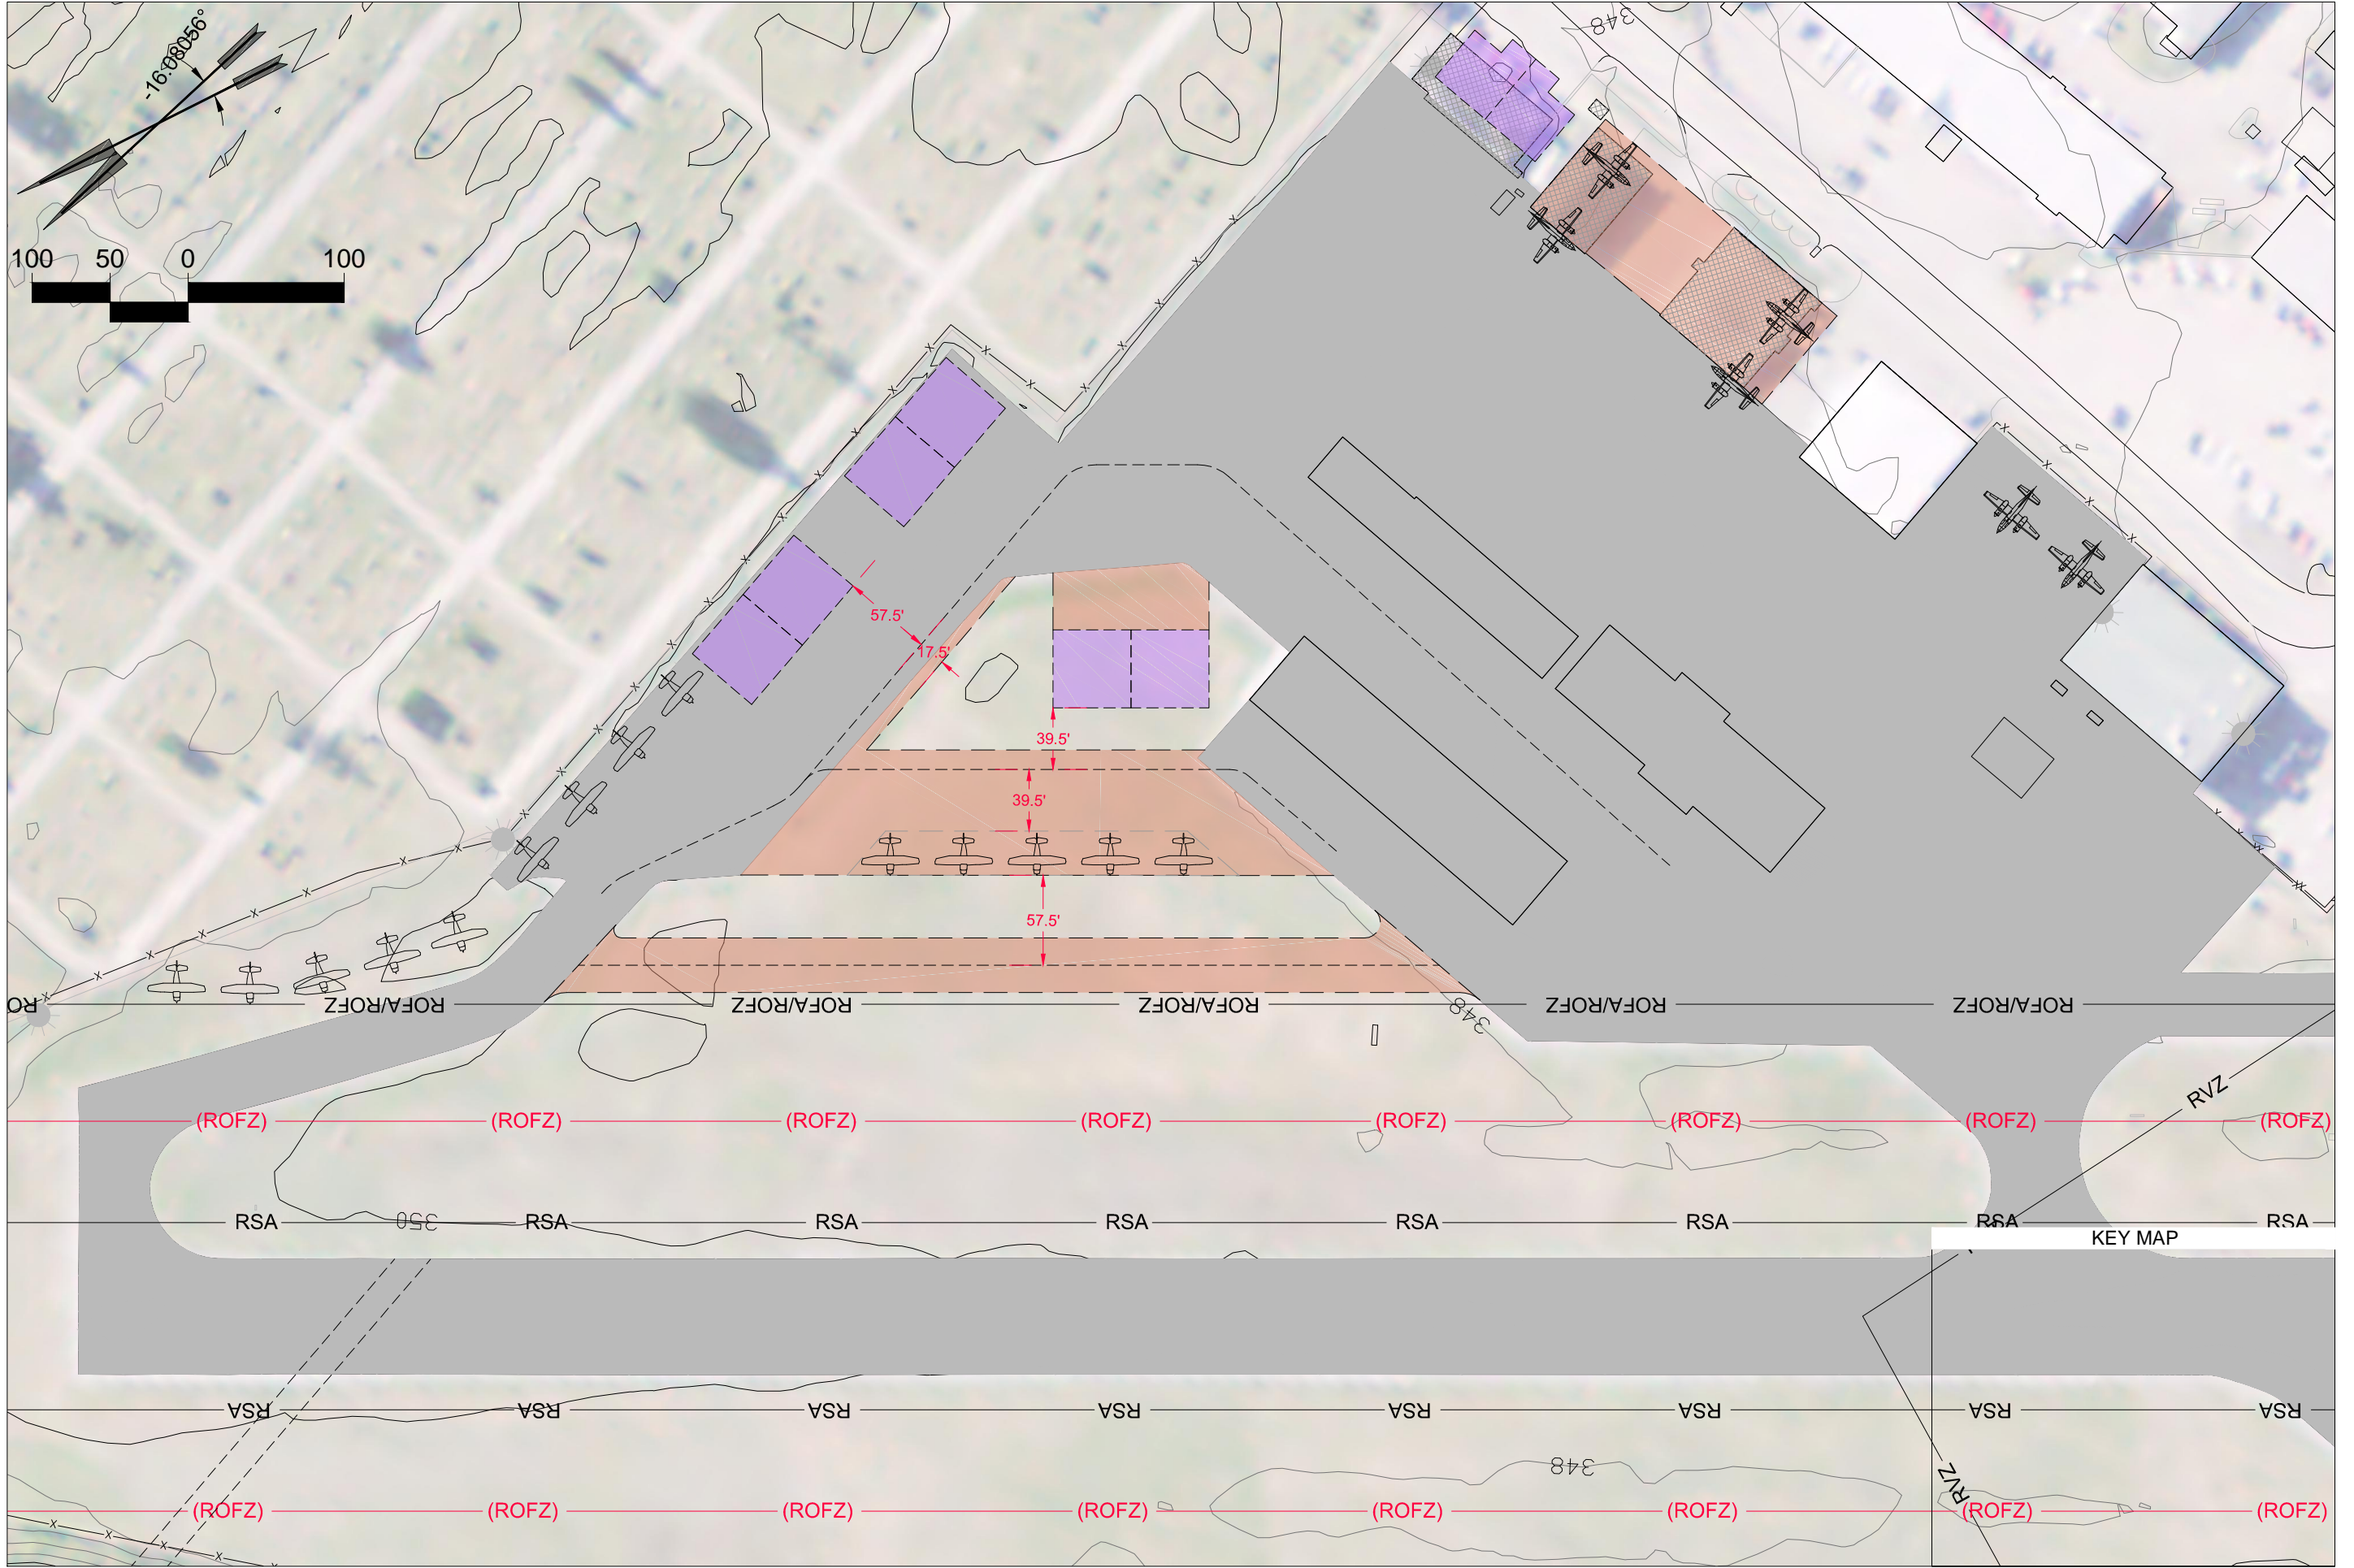 348
-16.08056°
100 50 0 100
57.5'
17.5'
39.5'
39.5'
57.5'
RO
ROFA/ROFZ ROFA/ROFZ ROFA/ROFZ ROFA/ROFZ ROFA/ROFZ
348
RVZ
(ROFZ) (ROFZ) (ROFZ) (ROFZ) (ROFZ) (ROFZ) (ROFZ) (ROFZ)
350
RSA RSA RSA RSA RSA RSA RSA RSA
KEY MAP
RSA RSA RSA RSA RSA RSA RSA RSA
348
RVZ
(ROFZ) (ROFZ) (ROFZ) (ROFZ) (ROFZ) (ROFZ) (ROFZ) (ROFZ)